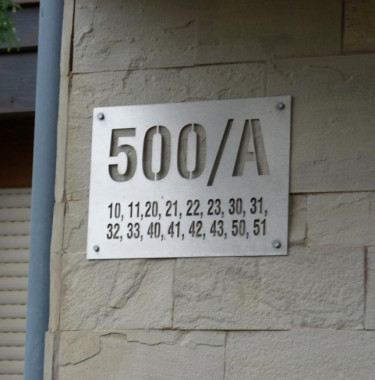 500/A
10, 11,20, 21, 22, 23, 30, 31,
32, 33, 40, 41, 42, 43, 50, 51